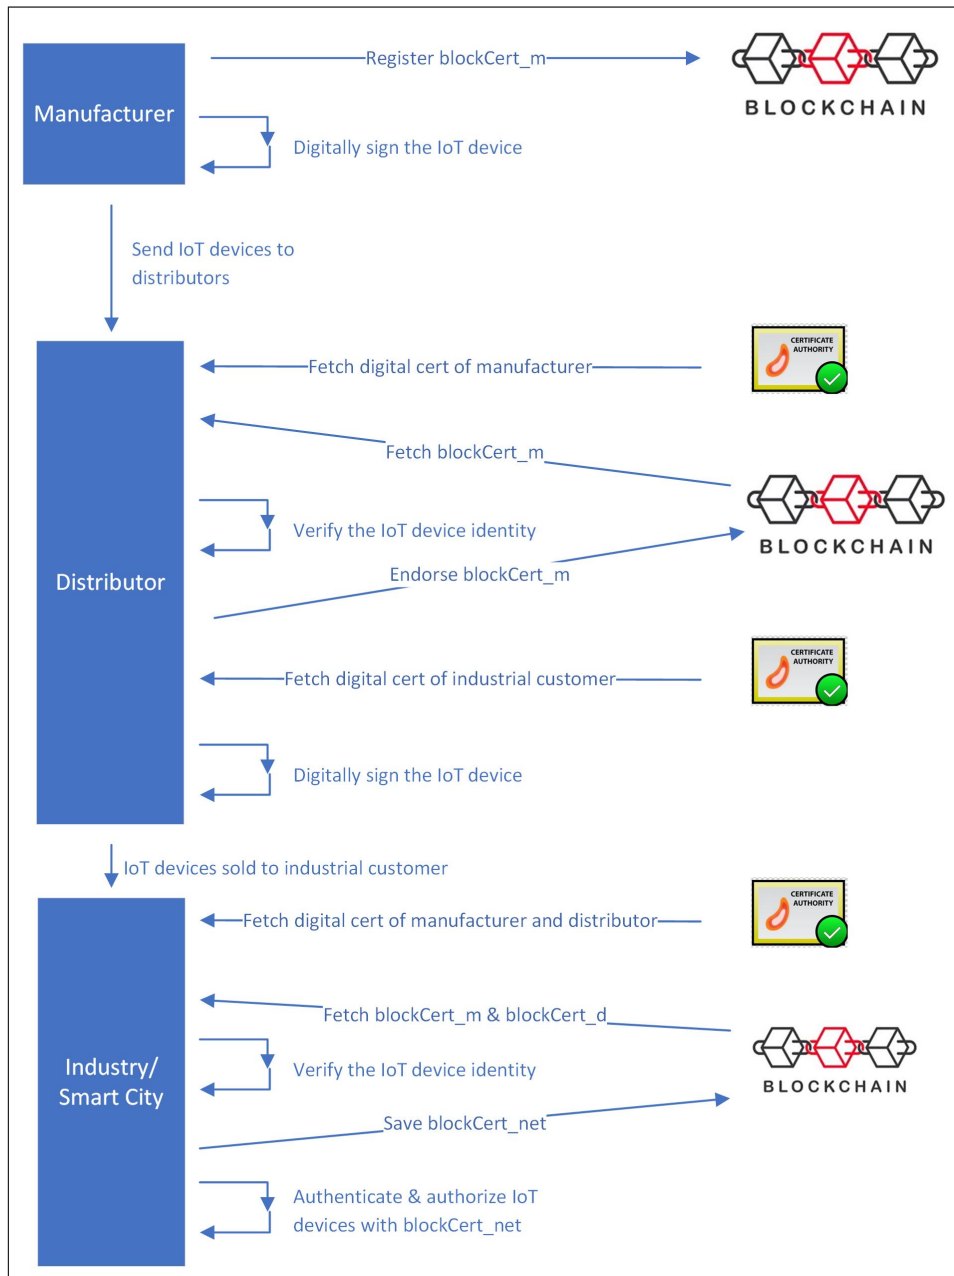 Register blockCert_m
BLOCKCHAIN
Manufacturer
Digitally sign the IoT device
Send IoT devices to
distributors
CERTIFICATE
AUTHORITY
Fetch digital cert of manufacturer
Fetch blockCert_m
Verify the IoT device identity
BLOCKCHAIN
Endorse blockCert_m
Distributor
CERTIFICATE
AUTHORITY
Fetch digital cert of industrial customer
Digitally sign the IoT device
IoT devices sold to industrial customer
CERTIFICATE
AUTHORITY
Fetch digital cert of manufacturer and distributor
Fetch blockCert_m & blockCert_d
Industry/
Smart City
Verify the IoT device identity
BLOCKCHAIN
Save blockCert_net
Authenticate & authorize IoT
devices with blockCert_net